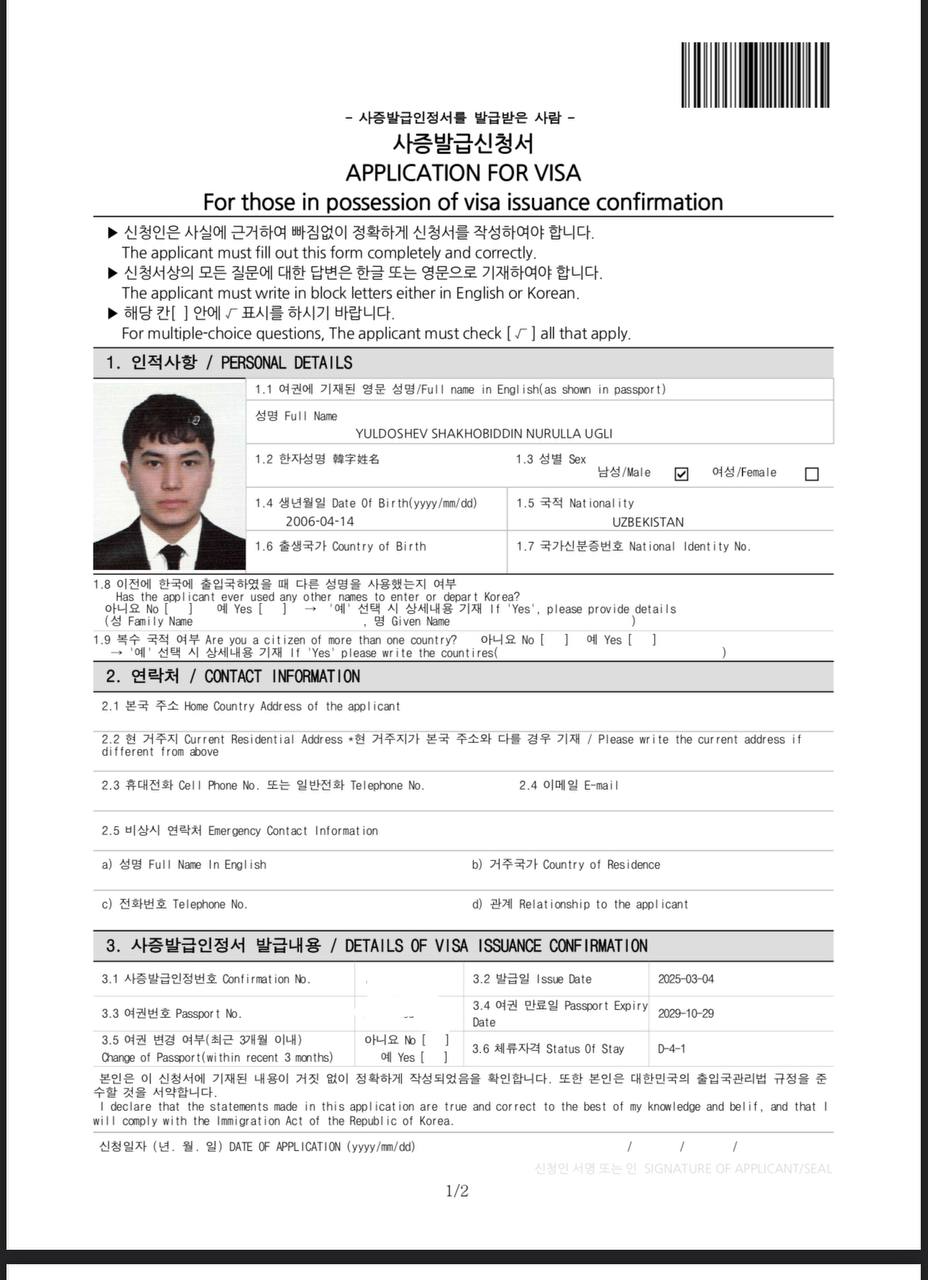 - 사증발급인정서를 발급받은 사람 -
사증발급신청서
APPLICATION FOR VISA
For those in possession of visa issuance confirmation
▶ 신청인은 사실에 근거하여 빠짐없이 정확하게 신청서를 작성하여야 합니다.
The applicant must fill out this form completely and correctly.
▶ 신청서상의 모든 질문에 대한 답변은 한글 또는 영문으로 기재하여야 합니다.
The applicant must write in block letters either in English or Korean.
▶ 해당 칸[ ] 안에 √ 표시를 하시기 바랍니다.
For multiple-choice questions, The applicant must check [ √ ] all that apply.
1. 인적사항 / PERSONAL DETAILS
1.1 여권에 기재된 영문 성명/Full name in English(as shown in passport)
성명 Full Name
YULDOSHEV SHAKHOBIDDIN NURULLA UGLI
1.2 한자성명 韓字姓名 1.3 성별 Sex
남성/Male ☑ 여성/Female ☐
1.4 생년월일 Date Of Birth(yyyy/mm/dd) 1.5 국적 Nationality
2006-04-14 UZBEKISTAN
1.6 출생국가 Country of Birth 1.7 국가신분증번호 National Identity No.
1.8 이전에 한국에 출입국하였을 때 다른 성명을 사용했는지 여부
Has the applicant ever used any other names to enter or depart Korea?
아니요 No [ ] 예 Yes [ ] → '예' 선택 시 상세내용 기재 If 'Yes', please provide details
(성 Family Name , 명 Given Name )
1.9 복수 국적 여부 Are you a citizen of more than one country? 아니요 No [ ] 예 Yes [ ]
→ '예' 선택 시 상세내용 기재 If 'Yes' please write the countires( )
2. 연락처 / CONTACT INFORMATION
2.1 본국 주소 Home Country Address of the applicant
2.2 현 거주지 Current Residential Address *현 거주지가 본국 주소와 다를 경우 기재 / Please write the current address if
different from above
2.3 휴대전화 Cell Phone No. 또는 일반전화 Telephone No. 2.4 이메일 E-mail
2.5 비상시 연락처 Emergency Contact Information
a) 성명 Full Name In English b) 거주국가 Country of Residence
c) 전화번호 Telephone No. d) 관계 Relationship to the applicant
3. 사증발급인정서 발급내용 / DETAILS OF VISA ISSUANCE CONFIRMATION
3.1 사증발급인정번호 Confirmation No. 3.2 발급일 Issue Date 2025-03-04
3.3 여권번호 Passport No. 3.4 여권 만료일 Passport Expiry
Date 2029-10-29
3.5 여권 변경 여부(최근 3개월 이내) 아니요 No [ ]
Change of Passport(within recent 3 months) 예 Yes [ ] 3.6 체류자격 Status Of Stay D-4-1
본인은 이 신청서에 기재된 내용이 거짓 없이 정확하게 작성되었음을 확인합니다. 또한 본인은 대한민국의 출입국관리법 규정을 준
수할 것을 서약합니다.
I declare that the statements made in this application are true and correct to the best of my knowledge and belif, and that I
will comply with the Immigration Act of the Republic of Korea.
신청일자 (년. 월. 일) DATE OF APPLICATION (yyyy/mm/dd) / / /
신청인 서명 또는 인 SIGNATURE OF APPLICANT/SEAL
1/2